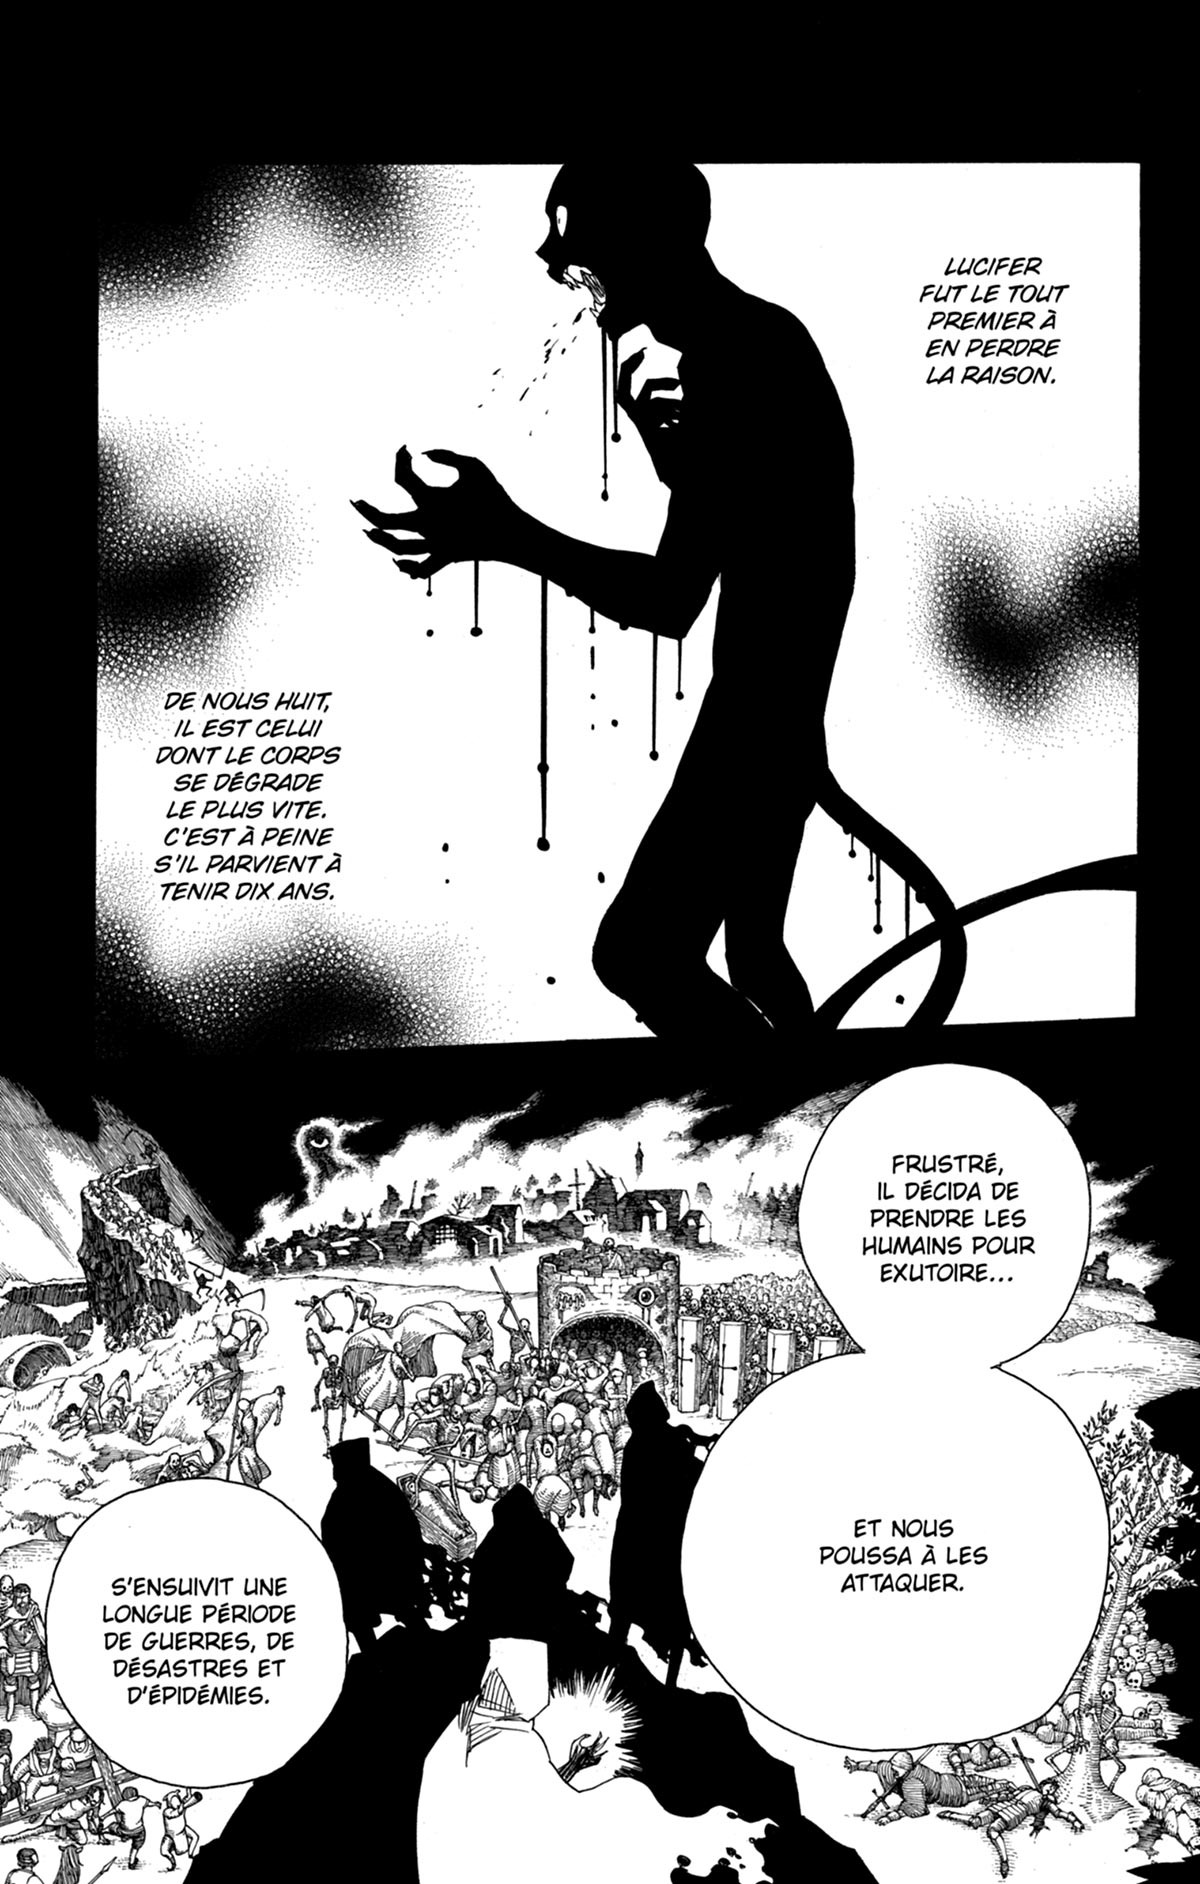 LUCIFER
FUT LE TOUT
PREMIER À
EN PERDRE
LA RAISON.
DE NOUS HUIT,
IL EST CELUI
DONT LE CORPS
SE DÉGRADE
LE PLUS VITE.
C'EST À PEINE
S'IL PARVIENT À
TENIR DIX ANS.
FRUSTRÉ,
IL DÉCIDA DE
PRENDRE LES
HUMAINS POUR
EXUTOIRE...
ET NOUS
POUSSA À LES
ATTAQUER.
S'ENSUIVIT UNE
LONGUE PÉRIODE
DE GUERRES, DE
DÉSASTRES ET
D'ÉPIDÉMIES.